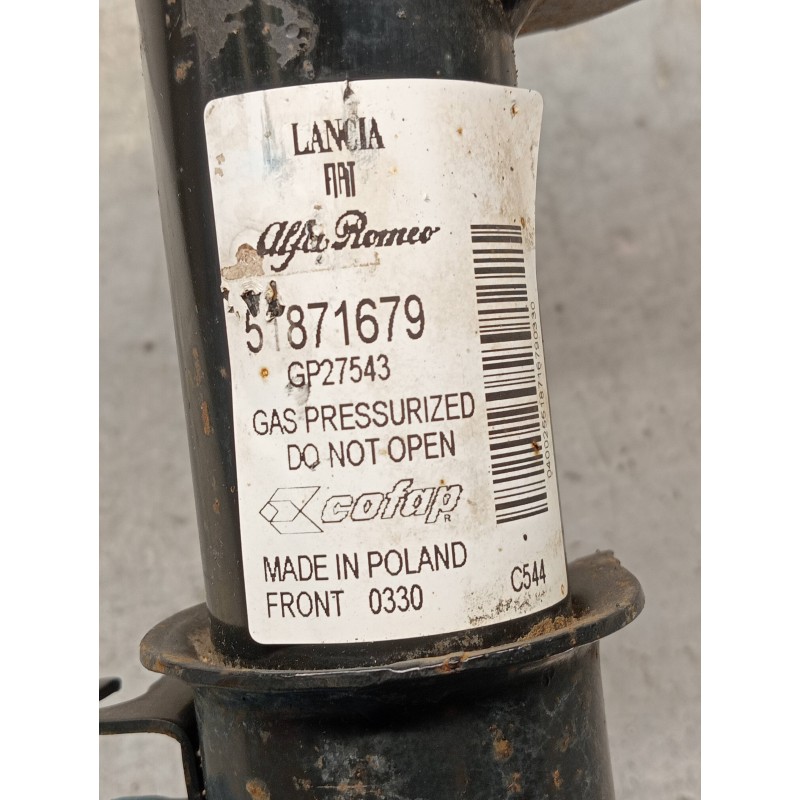 LANCIA
FIAT
Alfa Romeo
51871679
GP27543
GAS PRESSURIZED
DO NOT OPEN
cofap R
MADE IN POLAND
FRONT 0330
C544